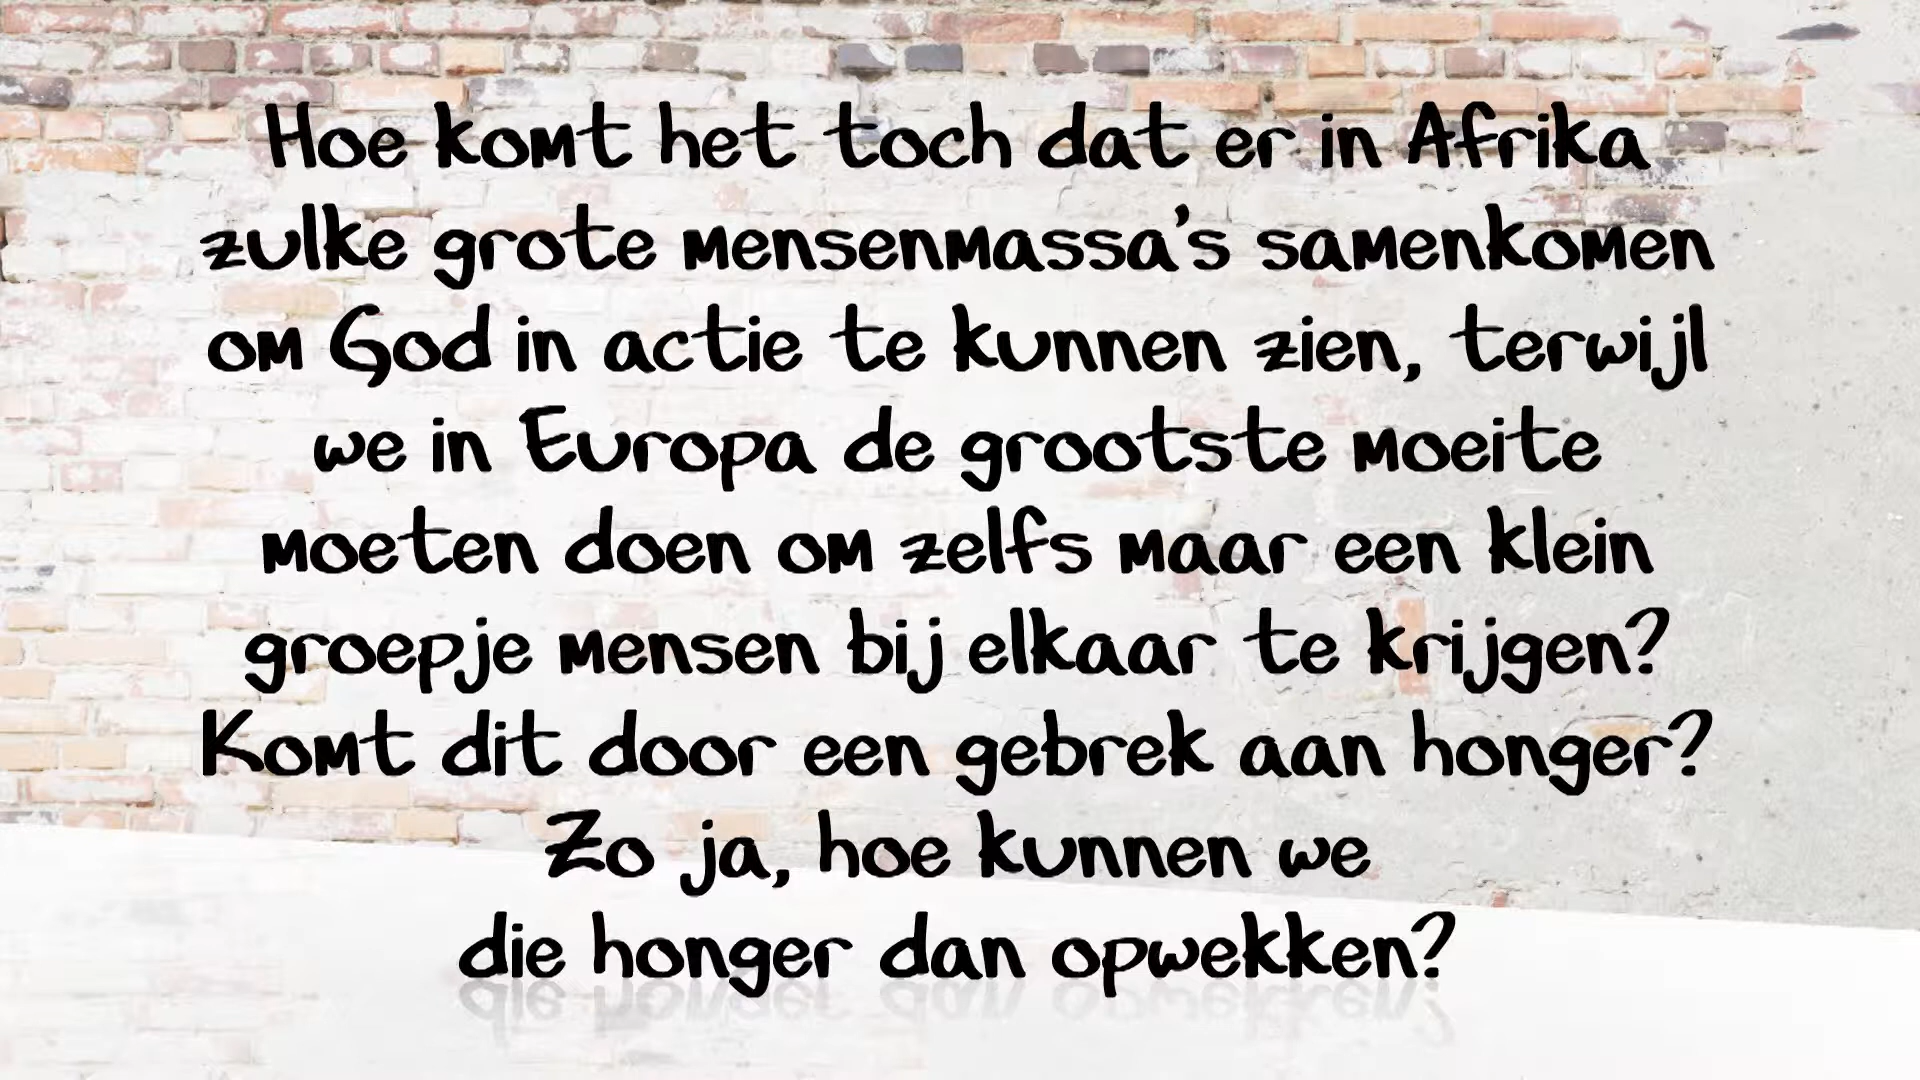 Hoe komt het toch dat er in Afrika
zulke grote mensenmassa's samenkomen
om God in actie te kunnen zien, terwijl
we in Europa de grootste moeite
moeten doen om zelfs maar een klein
groepje mensen bij elkaar te krijgen?
Komt dit door een gebrek aan honger?
Zo ja, hoe kunnen we
die honger dan opwekken?